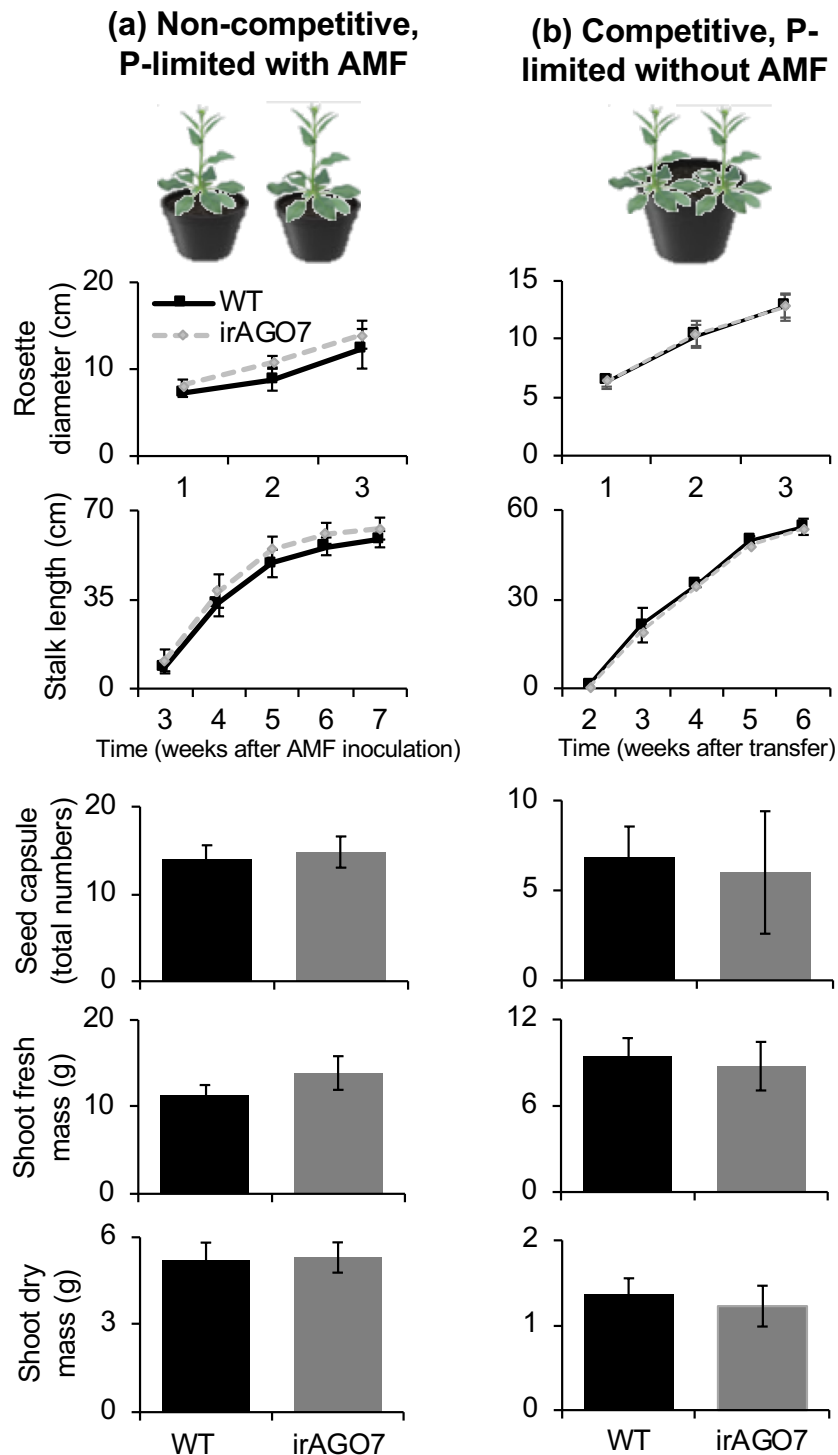 (a) Non-competitive,
P-limited with AMF
(b) Competitive, P-
limited without AMF
Rosette
diameter (cm)
20
10
0
WT
irAGO7
1 2 3
15
10
5
0
1 2 3
Stalk length (cm)
70
35
0
3 4 5 6 7
Time (weeks after AMF inoculation)
60
30
0
2 3 4 5 6
Time (weeks after transfer)
Seed capsule
(total numbers)
20
10
0
10
5
0
Shoot fresh
mass (g)
20
10
0
12
6
0
Shoot dry
mass (g)
6
3
0
WT irAGO7
2
1
0
WT irAGO7